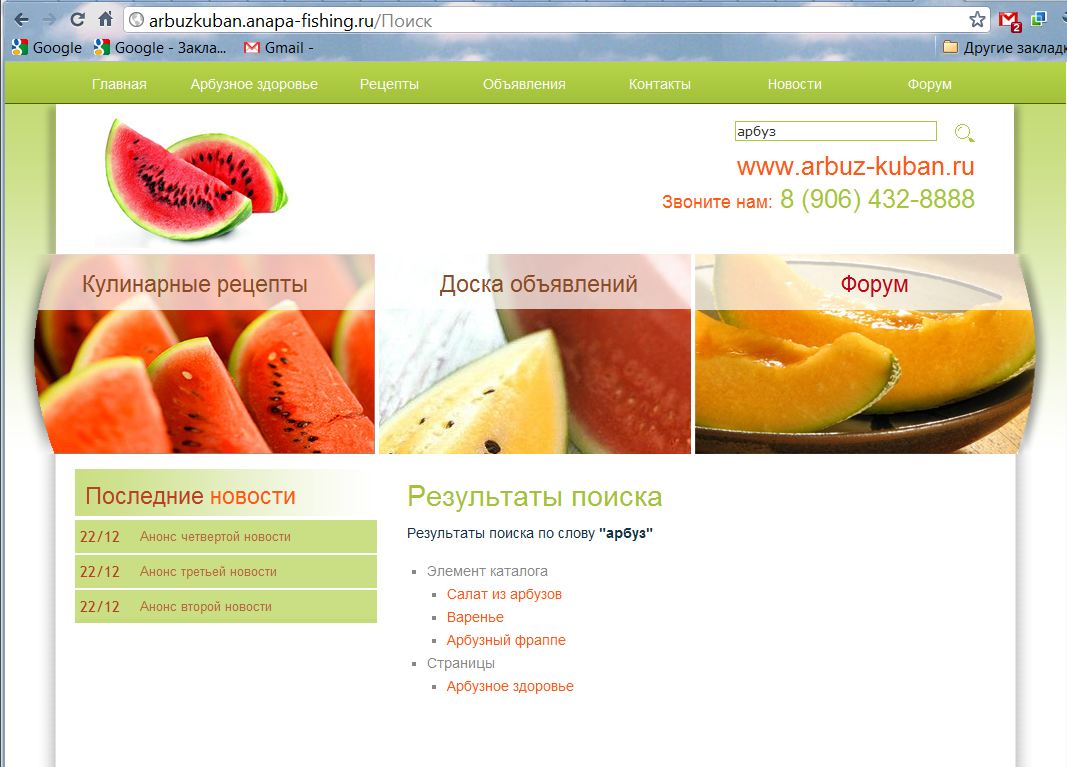 arbuzkuban.anapa-fishing.ru/Поиск
2
Google Google - Закла... Gmail - Другие заклад
Главная Арбузное здоровье Рецепты Объявления Контакты Новости Форум
арбуз
www.arbuz-kuban.ru
Звоните нам: 8 (906) 432-8888
Кулинарные рецепты Доска объявлений Форум
Последние новости
22/12 Анонс четвертой новости
22/12 Анонс третьей новости
22/12 Анонс второй новости
Результаты поиска
Результаты поиска по слову "арбуз"
Элемент каталога
Салат из арбузов
Варенье
Арбузный фраппе
Страницы
Арбузное здоровье